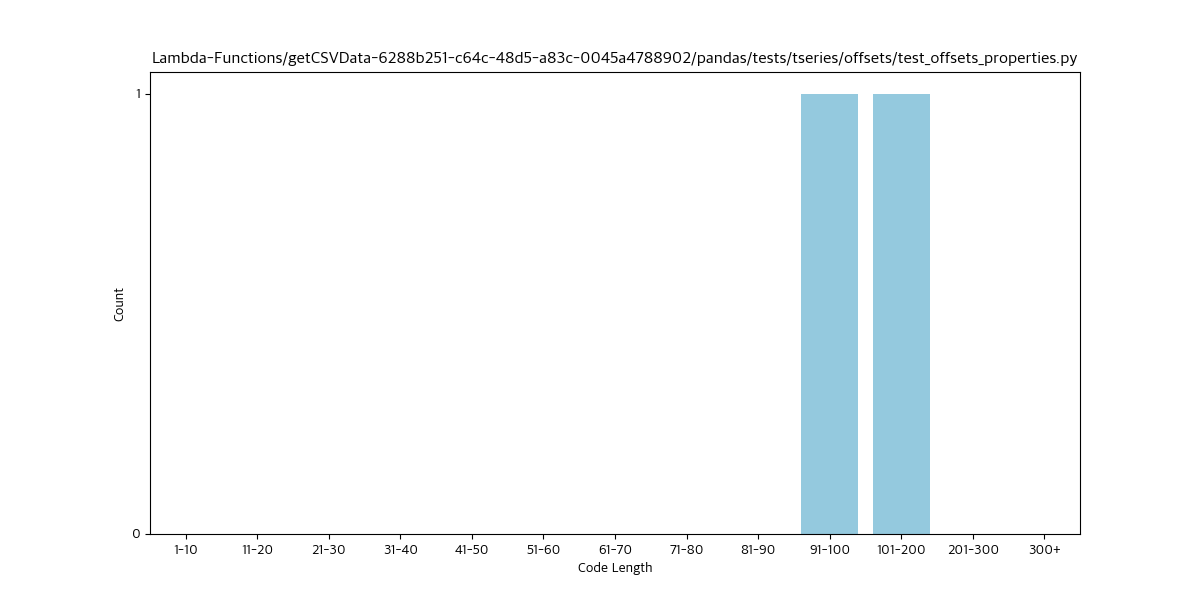 Lambda-Functions/getCSVData-6288b251-c64c-48d5-a83c-0045a4788902/pandas/tests/tseries/offsets/test_offsets_properties.py
1
Count
0
1-10 11-20 21-30 31-40 41-50 51-60 61-70 71-80 81-90 91-100 101-200 201-300 300+
Code Length